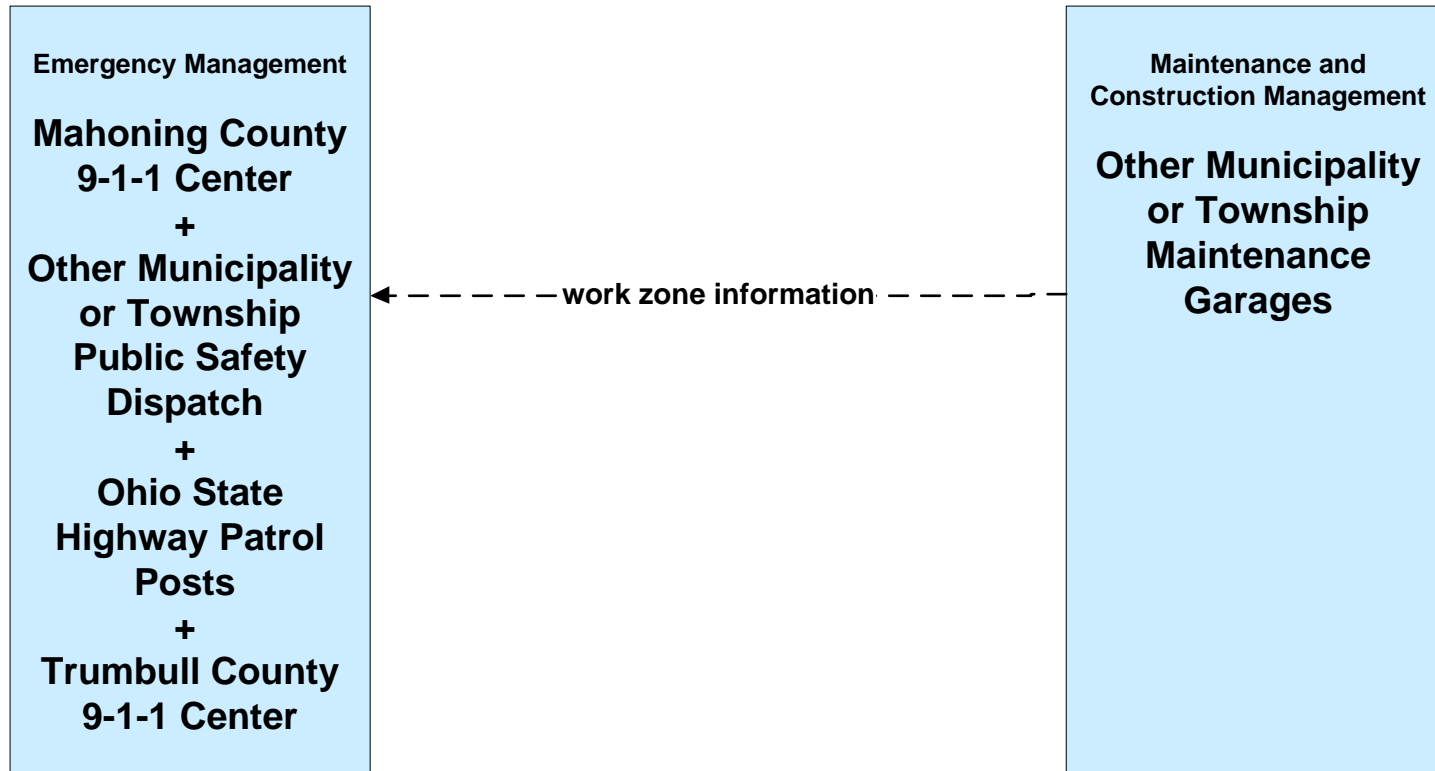 Emergency Management
Mahoning County
9-1-1 Center
+
Other Municipality
or Township
Public Safety
Dispatch
+
Ohio State
Highway Patrol
Posts
+
Trumbull County
9-1-1 Center
work zone information
Maintenance and
Construction Management
Other Municipality
or Township
Maintenance
Garages